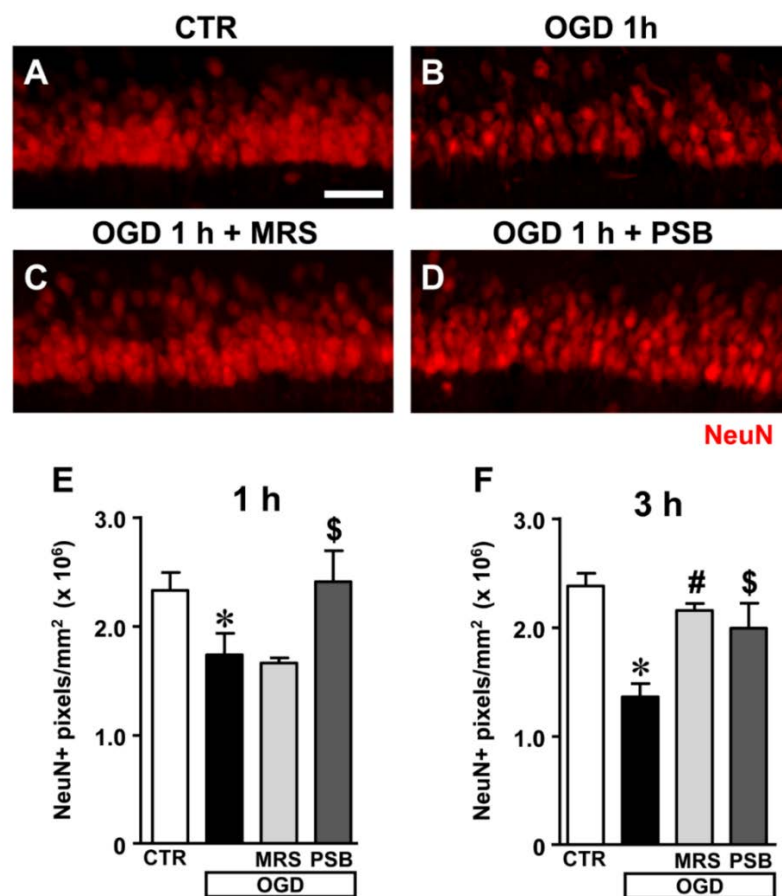 CTR
OGD 1h
A
B
OGD 1 h + MRS
OGD 1 h + PSB
C
D
NeuN
E
1 h
NeuN+ pixels/mm² (x 10⁶)
3.0
2.0
1.0
0
*
$
CTR
MRS
PSB
OGD
F
3 h
NeuN+ pixels/mm² (x 10⁶)
3.0
2.0
1.0
0
*
#
$
CTR
MRS
PSB
OGD